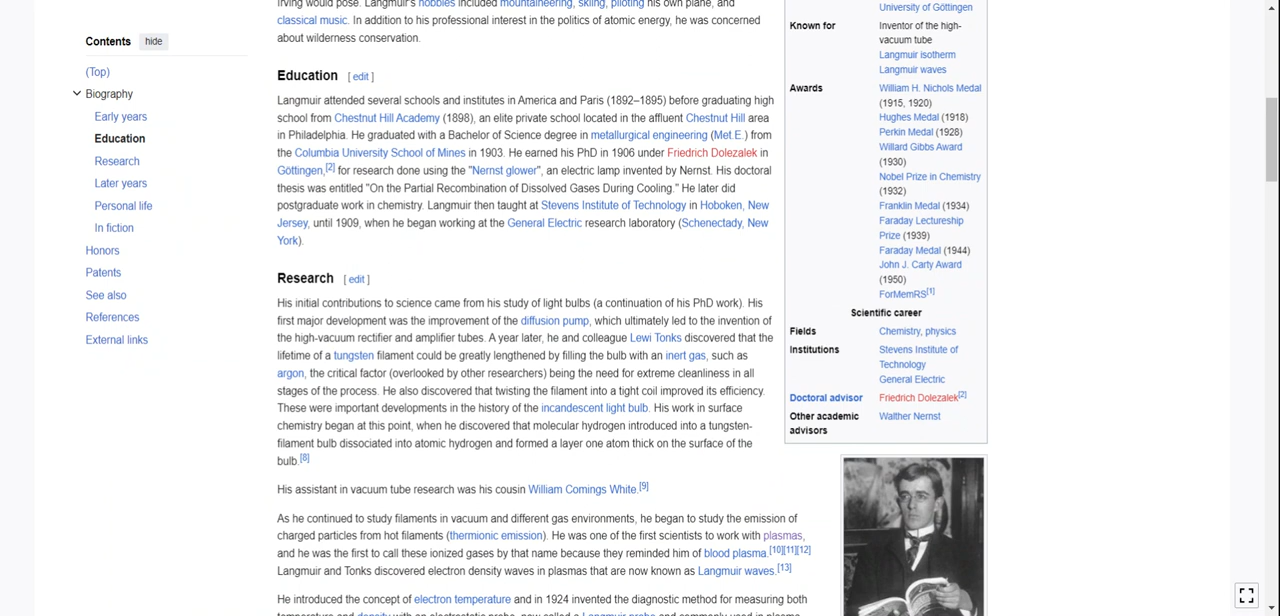 Irving would pose. Langmuir's hobbies included mountaineering, skiing, piloting his own plane, and
classical music. In addition to his professional interest in the politics of atomic energy, he was concerned
about wilderness conservation.
Contents hide
(Top)
Biography
Early years
Education
Research
Later years
Personal life
In fiction
Honors
Patents
See also
References
External links
Education [ edit ]
Langmuir attended several schools and institutes in America and Paris (1892–1895) before graduating high
school from Chestnut Hill Academy (1898), an elite private school located in the affluent Chestnut Hill area
in Philadelphia. He graduated with a Bachelor of Science degree in metallurgical engineering (Met.E.) from
the Columbia University School of Mines in 1903. He earned his PhD in 1906 under Friedrich Dolezalek in
Göttingen,[2] for research done using the "Nernst glower", an electric lamp invented by Nernst. His doctoral
thesis was entitled "On the Partial Recombination of Dissolved Gases During Cooling." He later did
postgraduate work in chemistry. Langmuir then taught at Stevens Institute of Technology in Hoboken, New
Jersey, until 1909, when he began working at the General Electric research laboratory (Schenectady, New
York).
Research [ edit ]
His initial contributions to science came from his study of light bulbs (a continuation of his PhD work). His
first major development was the improvement of the diffusion pump, which ultimately led to the invention of
the high-vacuum rectifier and amplifier tubes. A year later, he and colleague Lewi Tonks discovered that the
lifetime of a tungsten filament could be greatly lengthened by filling the bulb with an inert gas, such as
argon, the critical factor (overlooked by other researchers) being the need for extreme cleanliness in all
stages of the process. He also discovered that twisting the filament into a tight coil improved its efficiency.
These were important developments in the history of the incandescent light bulb. His work in surface
chemistry began at this point, when he discovered that molecular hydrogen introduced into a tungsten-
filament bulb dissociated into atomic hydrogen and formed a layer one atom thick on the surface of the
bulb.[8]
His assistant in vacuum tube research was his cousin William Comings White.[9]
As he continued to study filaments in vacuum and different gas environments, he began to study the emission of
charged particles from hot filaments (thermionic emission). He was one of the first scientists to work with plasmas,
and he was the first to call these ionized gases by that name because they reminded him of blood plasma.[10][11][12]
Langmuir and Tonks discovered electron density waves in plasmas that are now known as Langmuir waves.[13]
He introduced the concept of electron temperature and in 1924 invented the diagnostic method for measuring both
temperature and density with an electrostatic probe, now called a Langmuir probe and commonly used in plasma
University of Göttingen
Known for Inventor of the high-
vacuum tube
Langmuir isotherm
Langmuir waves
Awards William H. Nichols Medal
(1915, 1920)
Hughes Medal (1918)
Perkin Medal (1928)
Willard Gibbs Award
(1930)
Nobel Prize in Chemistry
(1932)
Franklin Medal (1934)
Faraday Lectureship
Prize (1939)
Faraday Medal (1944)
John J. Carty Award
(1950)
ForMemRS[1]
Scientific career
Fields Chemistry, physics
Institutions Stevens Institute of
Technology
General Electric
Doctoral advisor Friedrich Dolezalek[2]
Other academic Walther Nernst
advisors